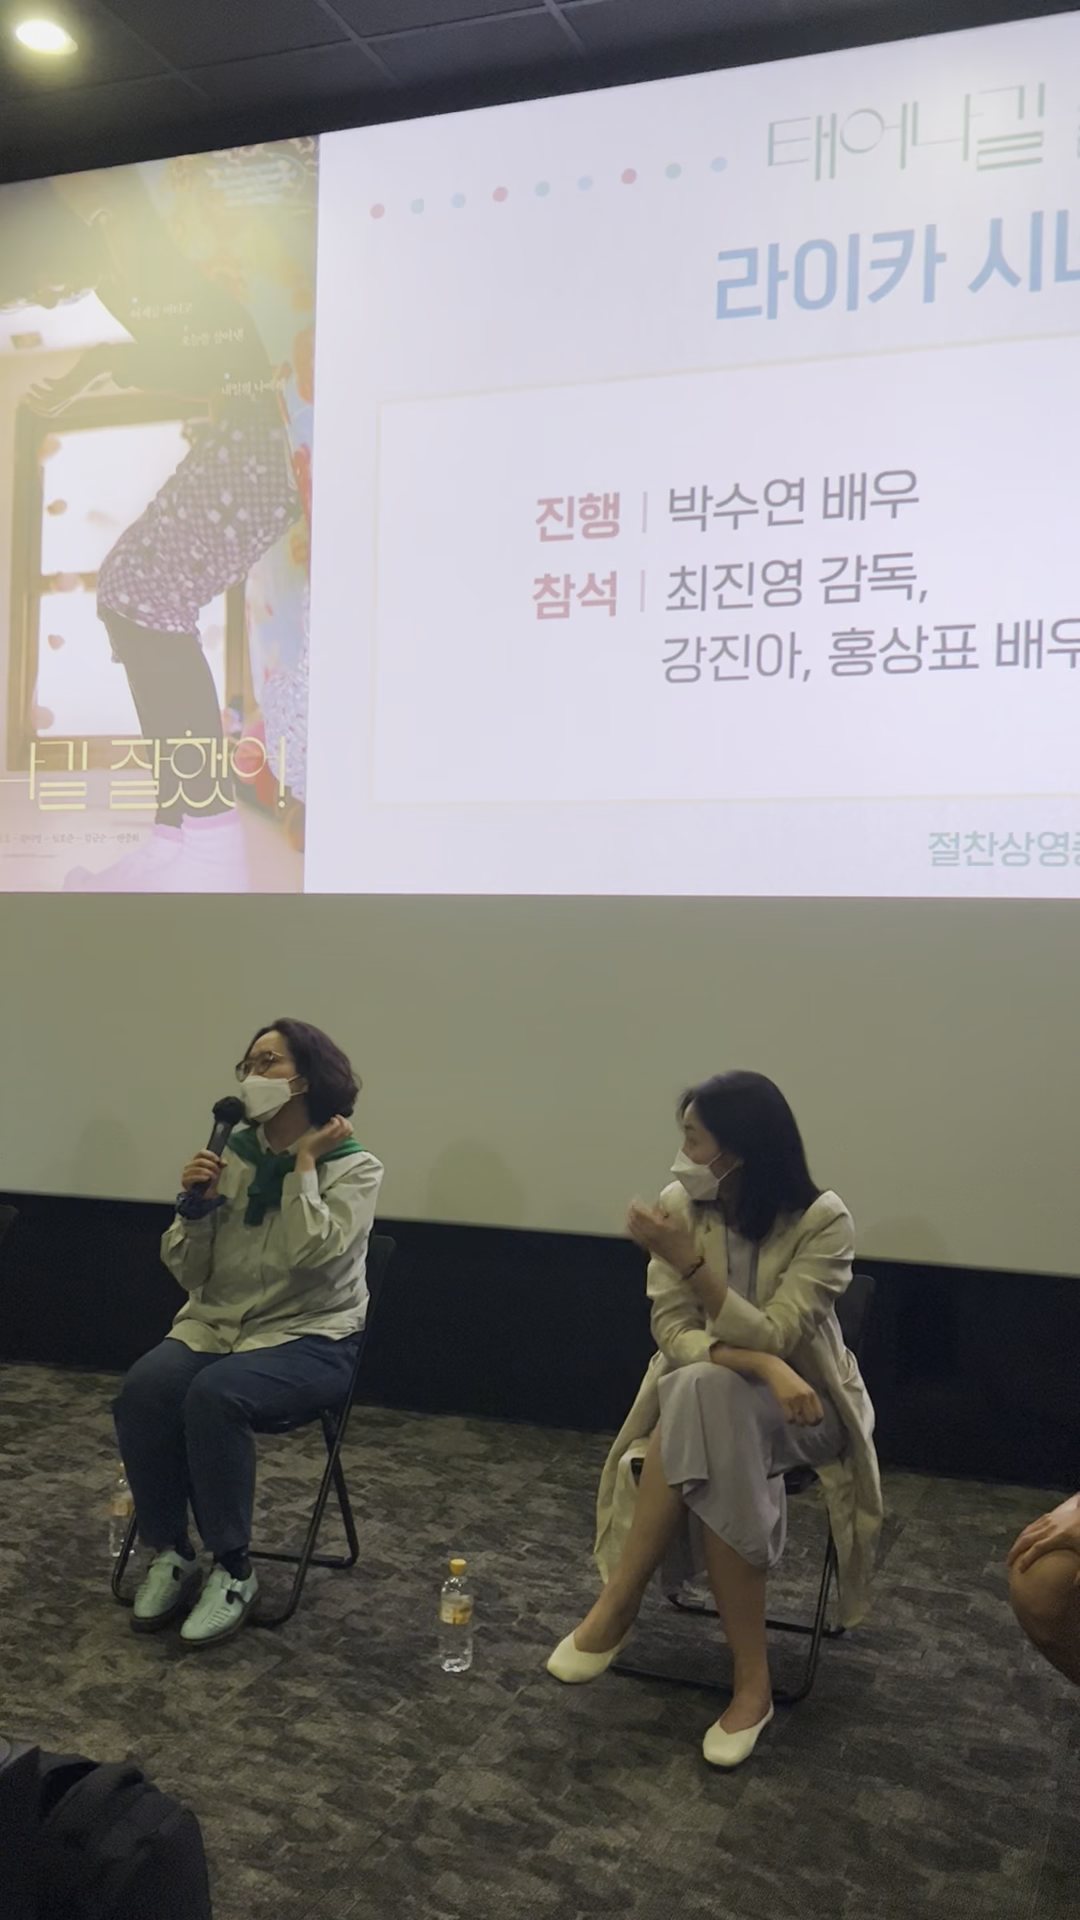 태어나길
라이카 시네
진행 | 박수연 배우
참석 | 최진영 감독,
강진아, 홍상표 배우
절찬상영중
나길 잘했어!